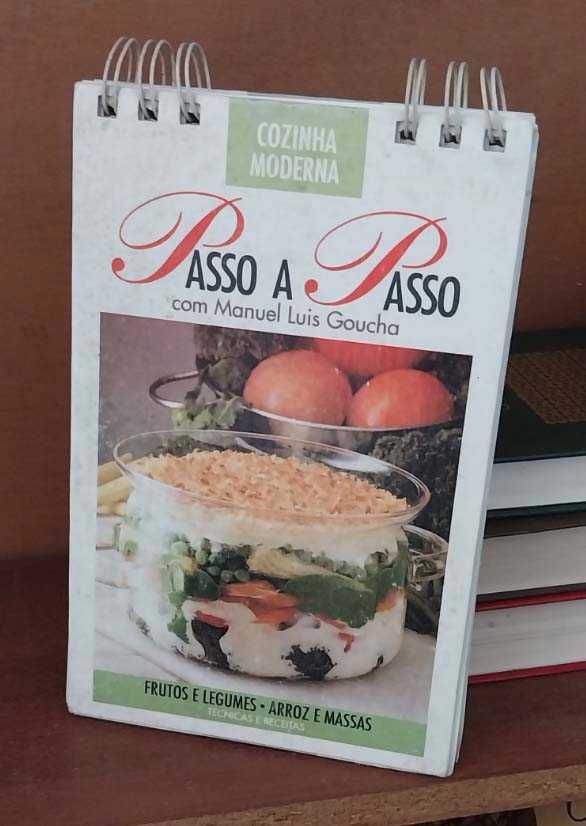 COZINHA
MODERNA
PASSO A PASSO
com Manuel Luis Goucha
FRUTOS E LEGUMES • ARROZ E MASSAS
TÉCNICAS E RECEITAS